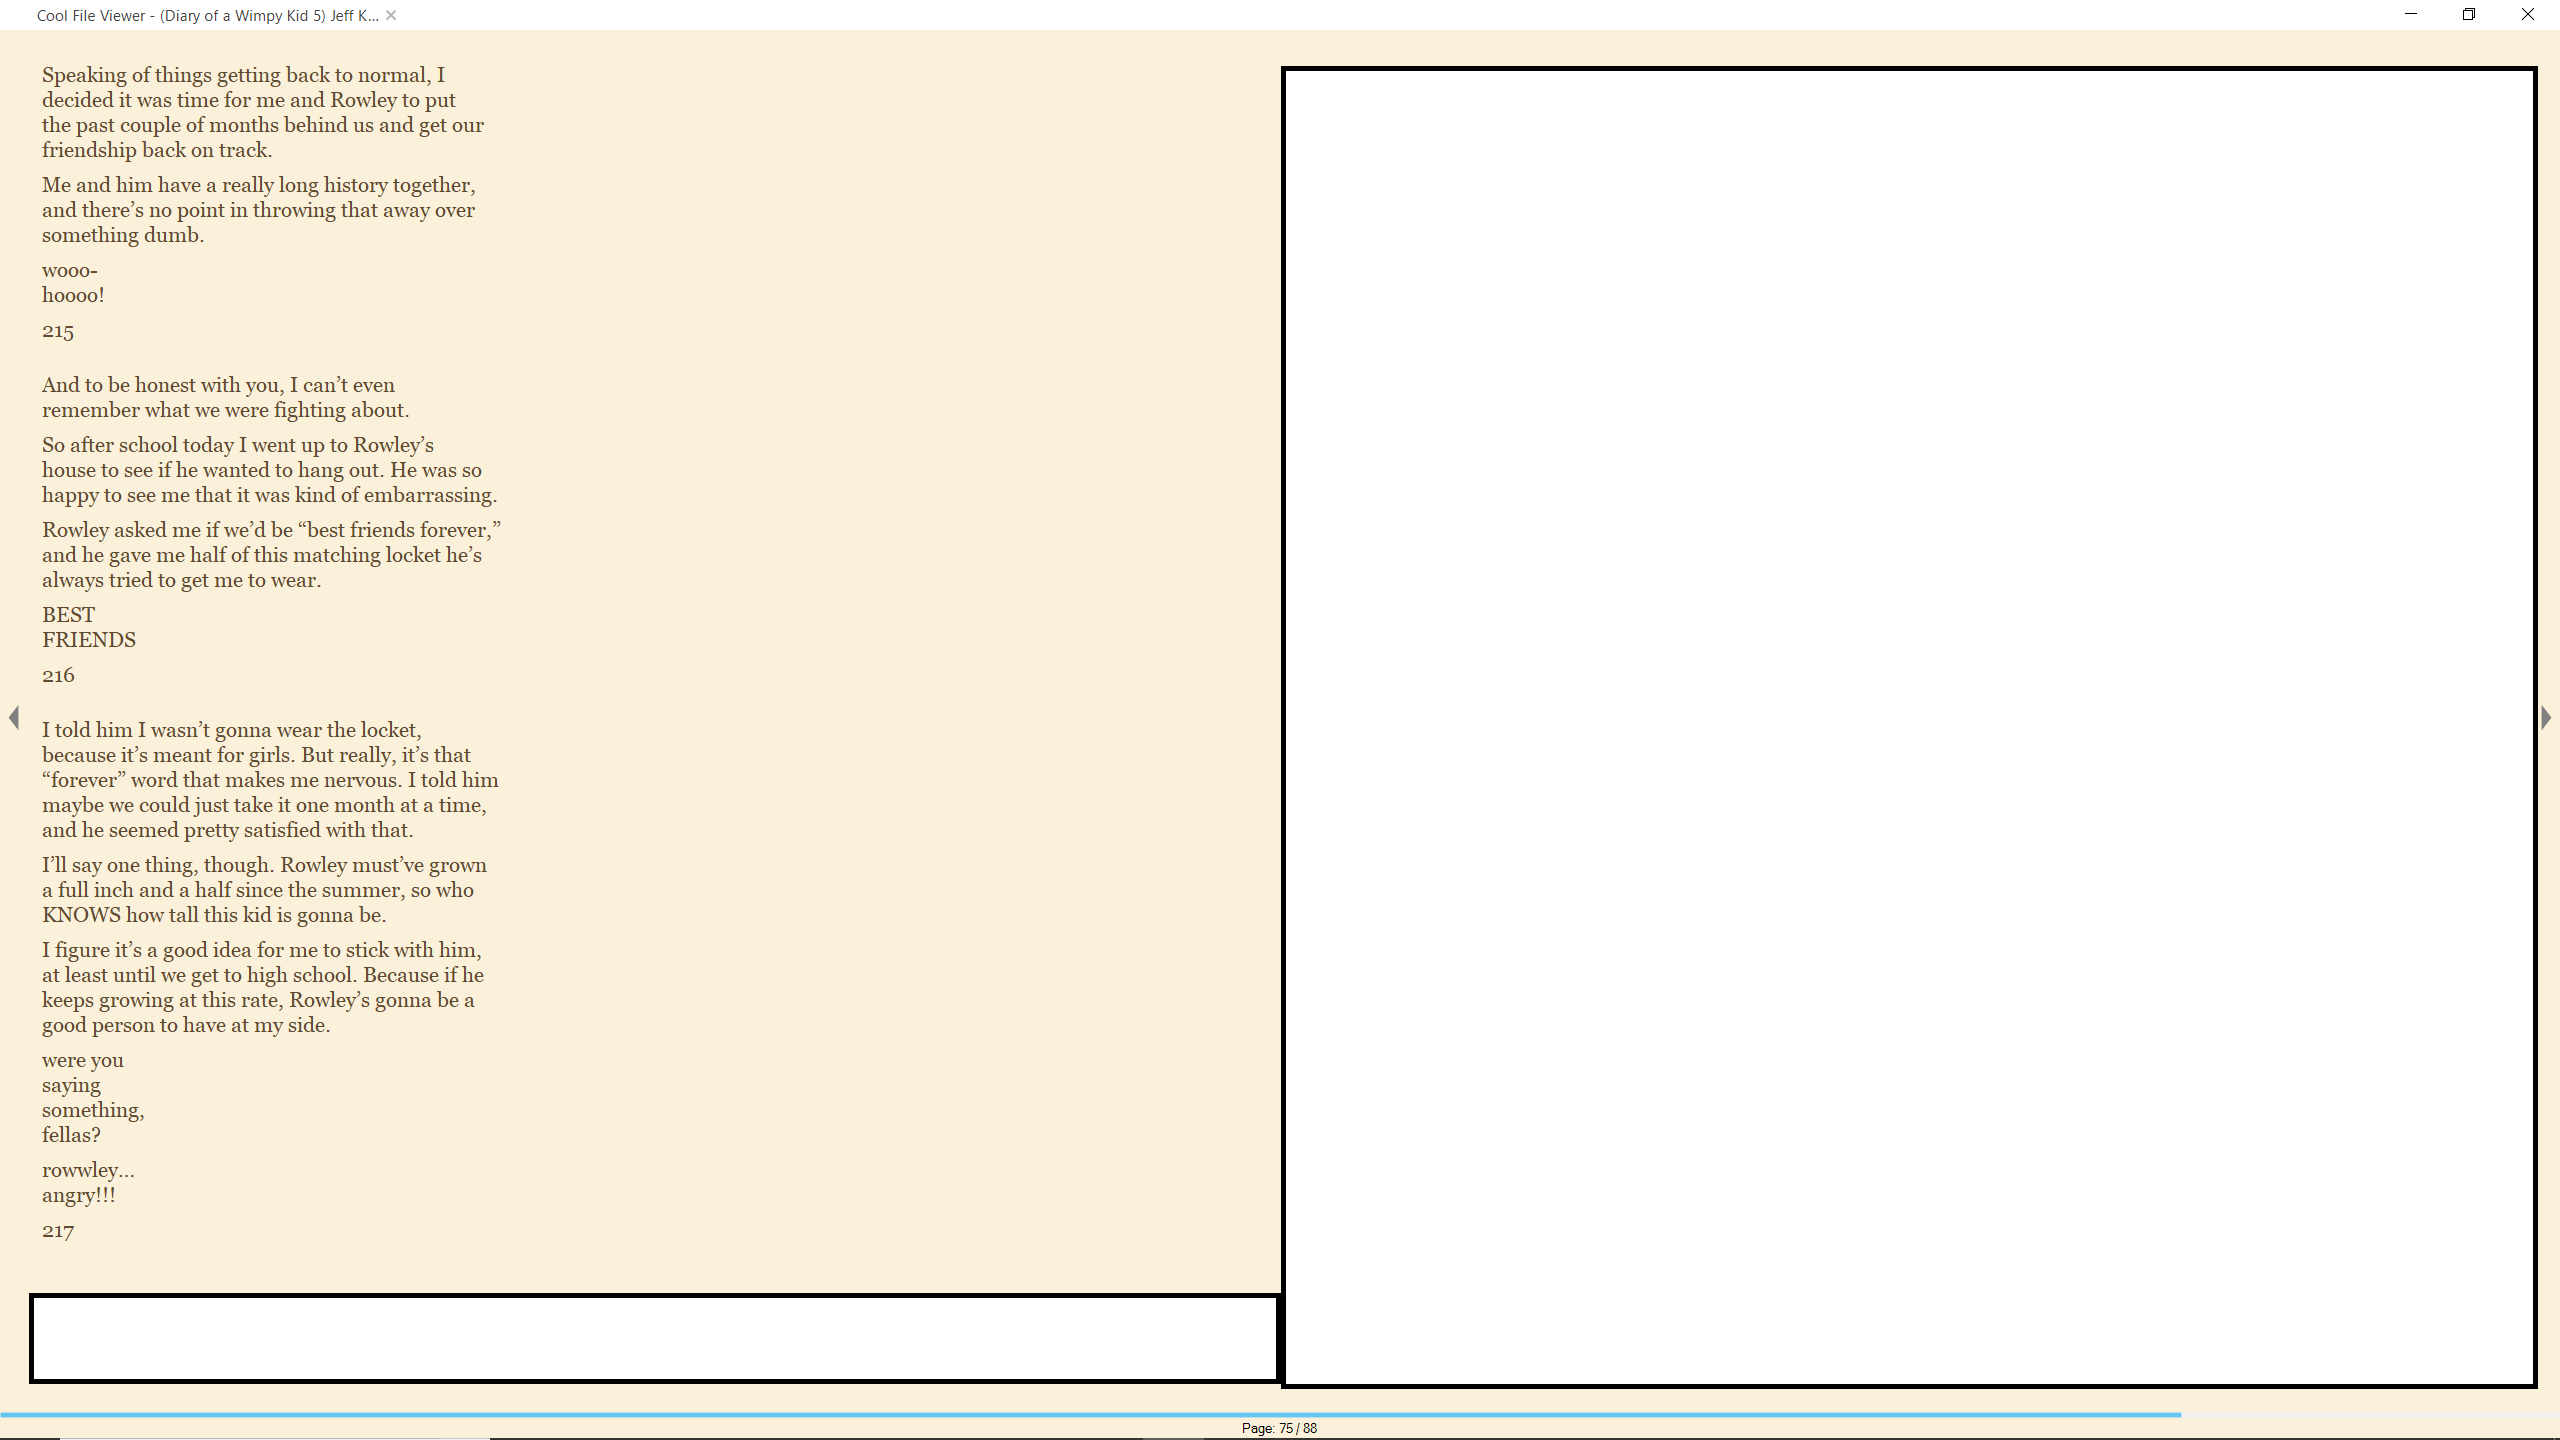 Cool File Viewer - (Diary of a Wimpy Kid 5) Jeff K...
Speaking of things getting back to normal, I
decided it was time for me and Rowley to put
the past couple of months behind us and get our
friendship back on track.
Me and him have a really long history together,
and there’s no point in throwing that away over
something dumb.
wooo-
hoooo!
215
And to be honest with you, I can’t even
remember what we were fighting about.
So after school today I went up to Rowley’s
house to see if he wanted to hang out. He was so
happy to see me that it was kind of embarrassing.
Rowley asked me if we’d be “best friends forever,”
and he gave me half of this matching locket he’s
always tried to get me to wear.
BEST
FRIENDS
216
I told him I wasn’t gonna wear the locket,
because it’s meant for girls. But really, it’s that
“forever” word that makes me nervous. I told him
maybe we could just take it one month at a time,
and he seemed pretty satisfied with that.
I’ll say one thing, though. Rowley must’ve grown
a full inch and a half since the summer, so who
KNOWS how tall this kid is gonna be.
I figure it’s a good idea for me to stick with him,
at least until we get to high school. Because if he
keeps growing at this rate, Rowley’s gonna be a
good person to have at my side.
were you
saying
something,
fellas?
rowwley...
angry!!!
217
Page: 75 / 88